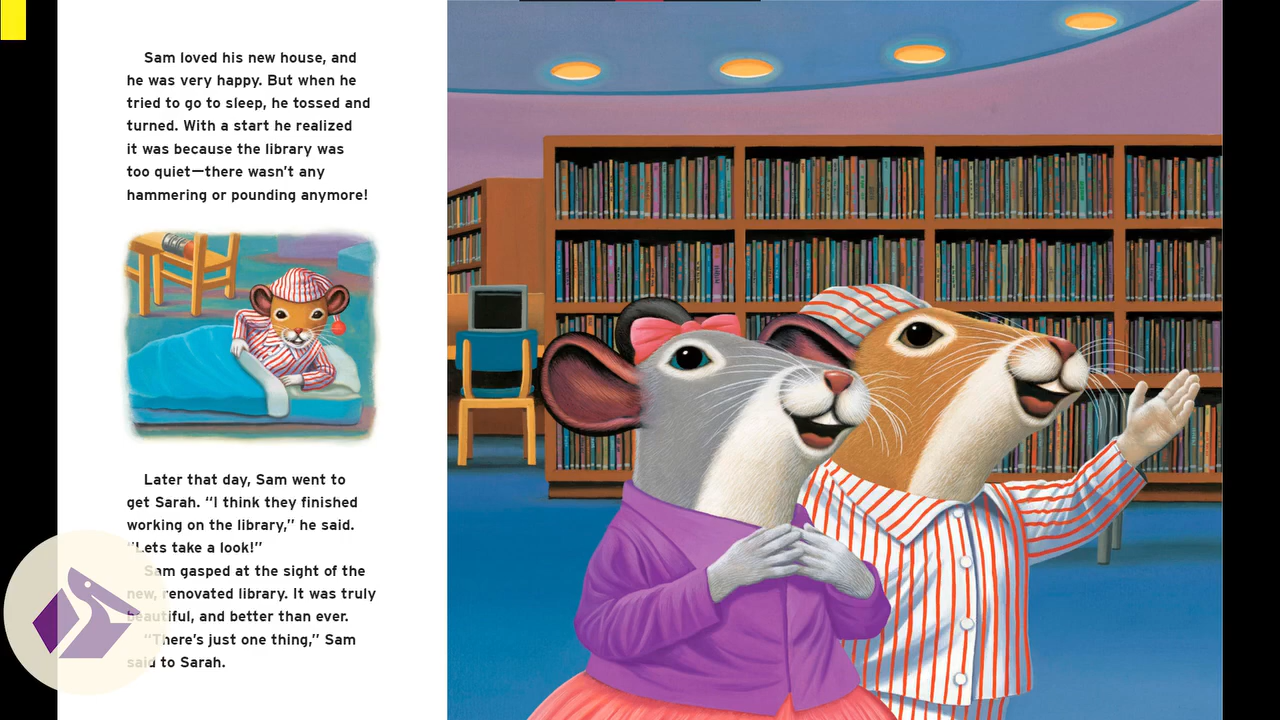 Sam loved his new house, and
he was very happy. But when he
tried to go to sleep, he tossed and
turned. With a start he realized
it was because the library was
too quiet—there wasn't any
hammering or pounding anymore!
Later that day, Sam went to
get Sarah. “I think they finished
working on the library,” he said.
“Lets take a look!”
Sam gasped at the sight of the
new, renovated library. It was truly
beautiful, and better than ever.
“There's just one thing,” Sam
said to Sarah.